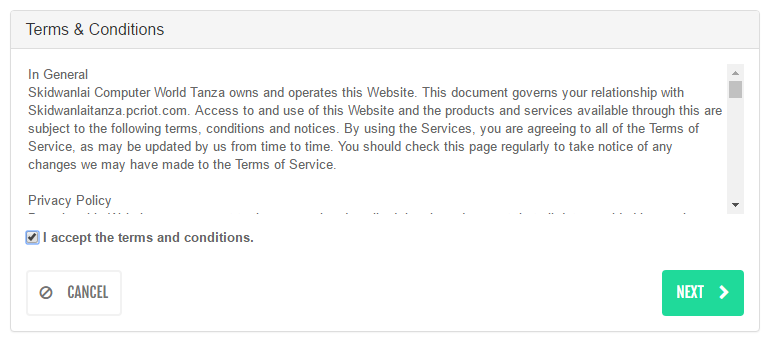 Terms & Conditions
In General
Skidwanlai Computer World Tanza owns and operates this Website. This document governs your relationship with
Skidwanlaitanza.pcriot.com. Access to and use of this Website and the products and services available through this are
subject to the following terms, conditions and notices. By using the Services, you are agreeing to all of the Terms of
Service, as may be updated by us from time to time. You should check this page regularly to take notice of any
changes we may have made to the Terms of Service.
Privacy Policy
I accept the terms and conditions.
CANCEL
NEXT